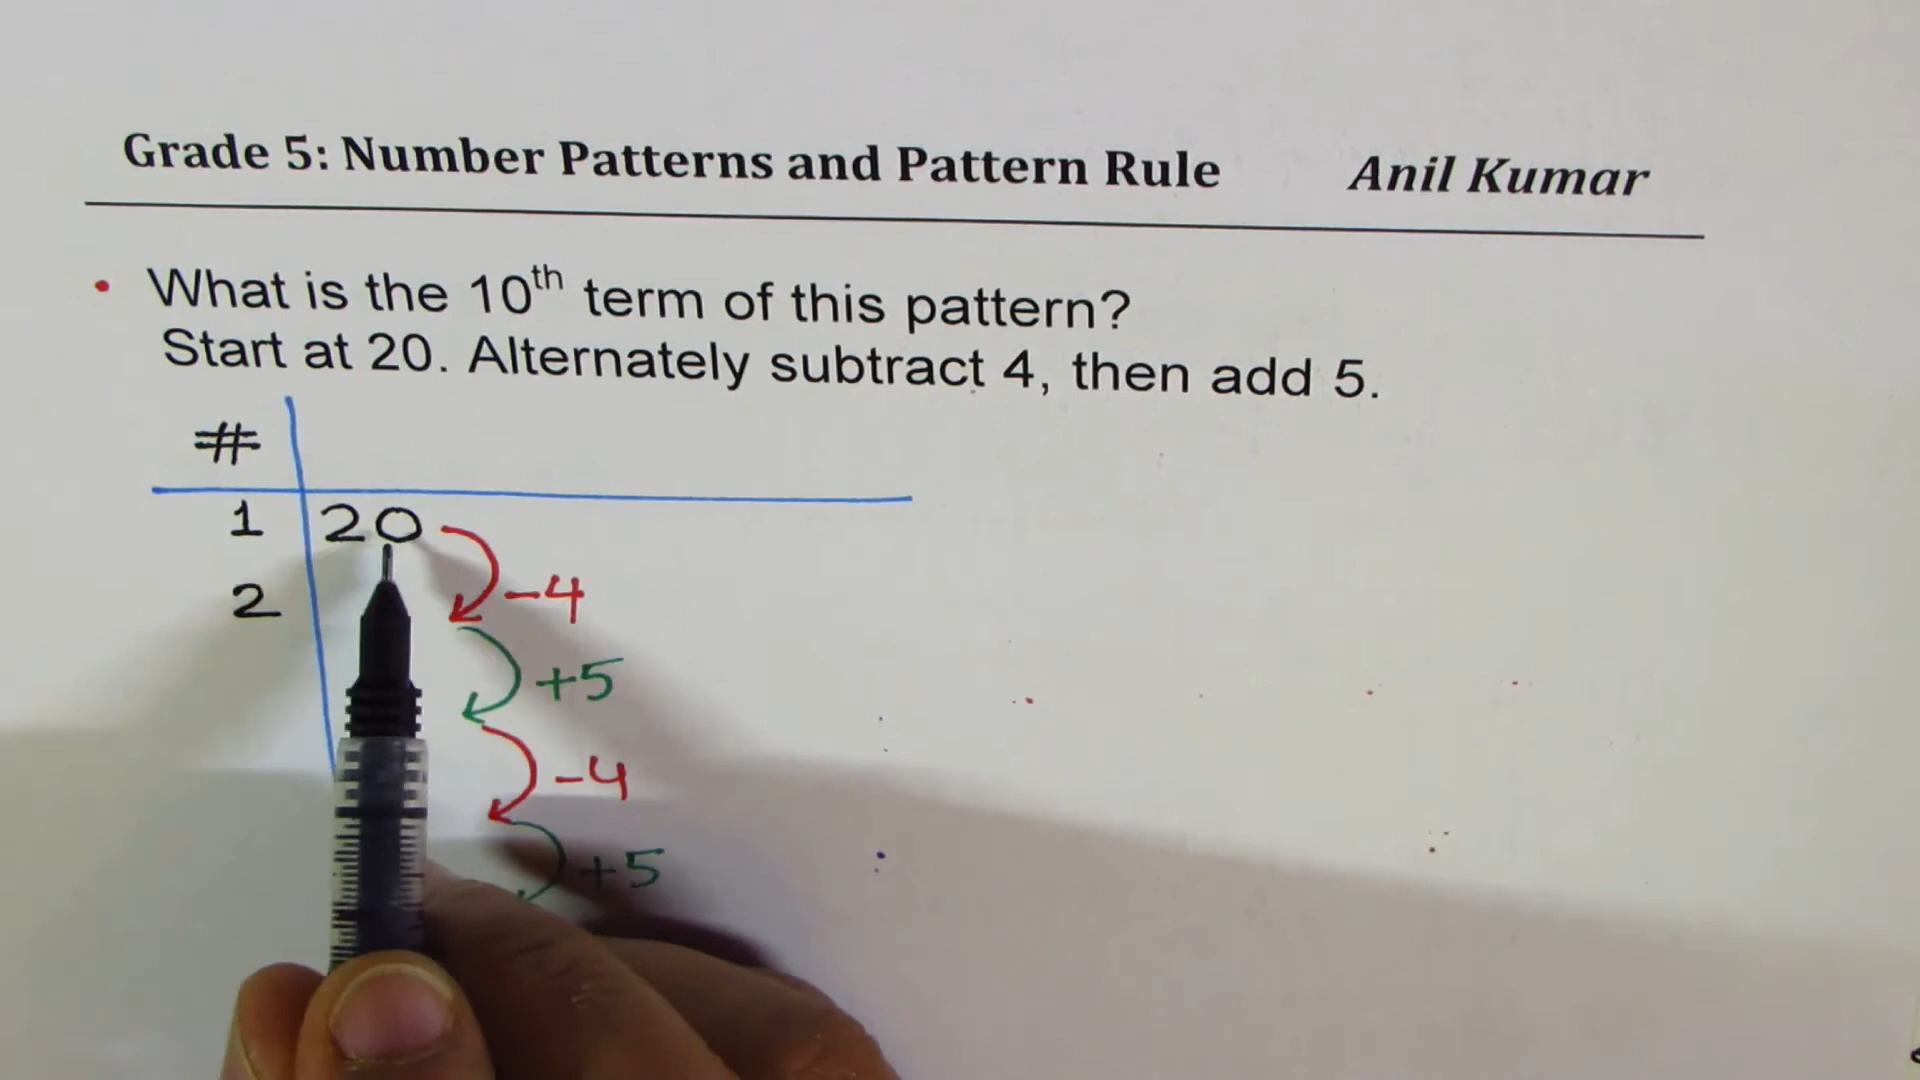 Grade 5: Number Patterns and Pattern Rule Anil Kumar
• What is the 10th term of this pattern?
Start at 20. Alternately subtract 4, then add 5.
#
1 20
-4
2
+5
-4
+5